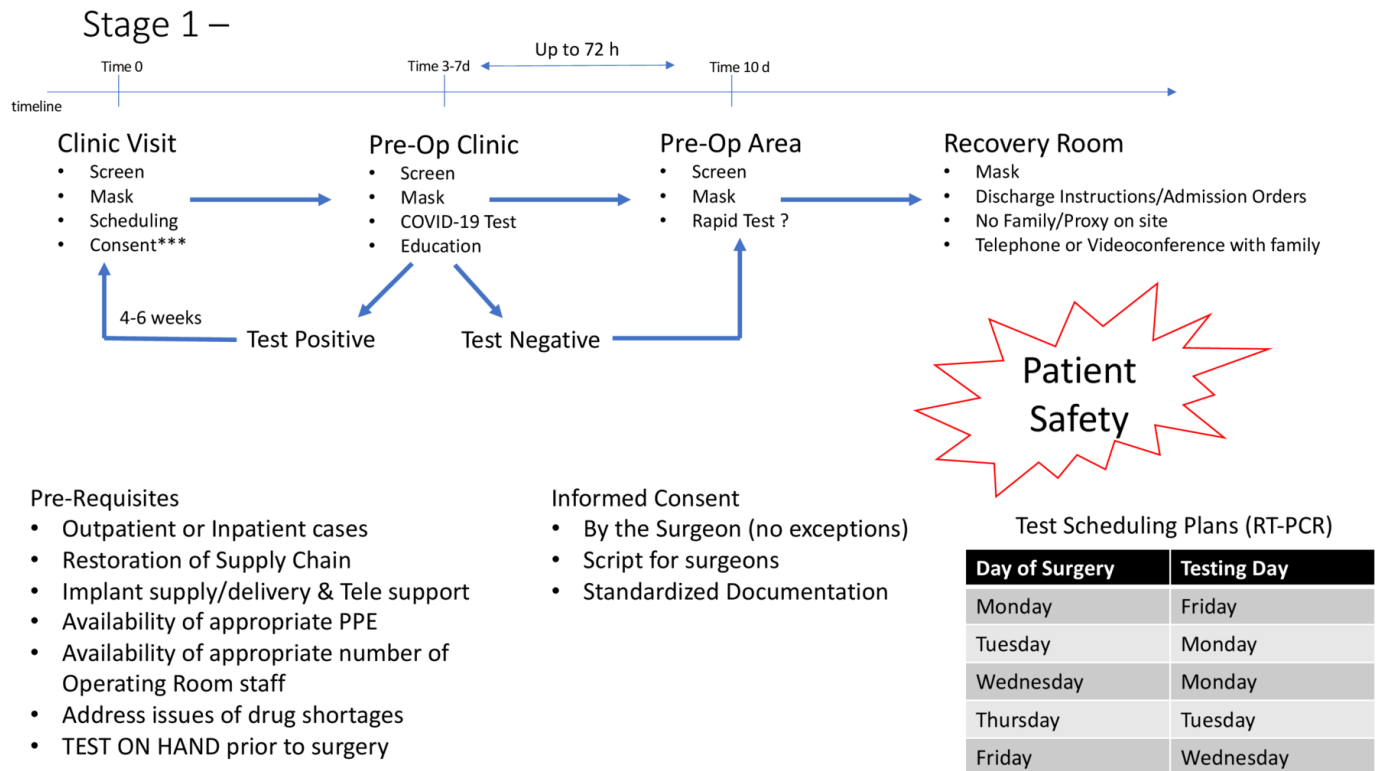 Stage 1 –
Up to 72 h
Time 0
Time 3-7d
Time 10 d
timeline
Clinic Visit
• Screen
• Mask
• Scheduling
• Consent***
Pre-Op Clinic
• Screen
• Mask
• COVID-19 Test
• Education
Pre-Op Area
• Screen
• Mask
• Rapid Test ?
Recovery Room
• Mask
• Discharge Instructions/Admission Orders
• No Family/Proxy on site
• Telephone or Videoconference with family
4-6 weeks
Test Positive
Test Negative
Patient
Safety
Pre-Requisites
• Outpatient or Inpatient cases
• Restoration of Supply Chain
• Implant supply/delivery & Tele support
• Availability of appropriate PPE
• Availability of appropriate number of
Operating Room staff
• Address issues of drug shortages
• TEST ON HAND prior to surgery
Informed Consent
• By the Surgeon (no exceptions)
• Script for surgeons
• Standardized Documentation
Test Scheduling Plans (RT-PCR)
Day of Surgery Testing Day
Monday Friday
Tuesday Monday
Wednesday Monday
Thursday Tuesday
Friday Wednesday